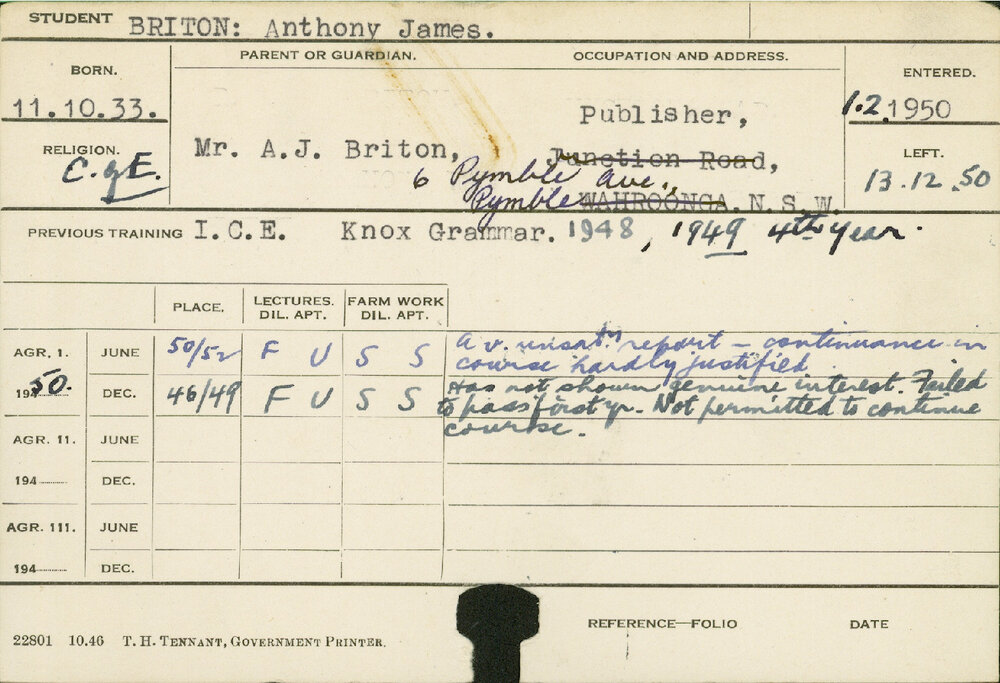 STUDENT BRITON: Anthony James.
BORN. PARENT OR GUARDIAN. OCCUPATION AND ADDRESS. ENTERED.
11.10.33. Publisher, 1.2.1950
RELIGION. Mr. A.J. Briton, Junction Road, LEFT.
C. of E. 6 Pymble Ave., 13.12.50
Pymble WAHROONGA. N.S.W.
PREVIOUS TRAINING I.C.E. Knox Grammar. 1948, 1949 4th Year.
PLACE. LECTURES. DIL. APT. FARM WORK DIL. APT.
AGR. 1. JUNE 50/52 F U S S A v. unsat. report – continuance in
course hardly justified
1950. DEC. 46/49 F U S S Has not shown genuine interest. Failed
to pass first yr. Not permitted to continue
course.
AGR. 11. JUNE
194 DEC.
AGR. 111. JUNE
194 DEC.
REFERENCE—FOLIO DATE
22801 10.46 T. H. TENNANT, GOVERNMENT PRINTER.